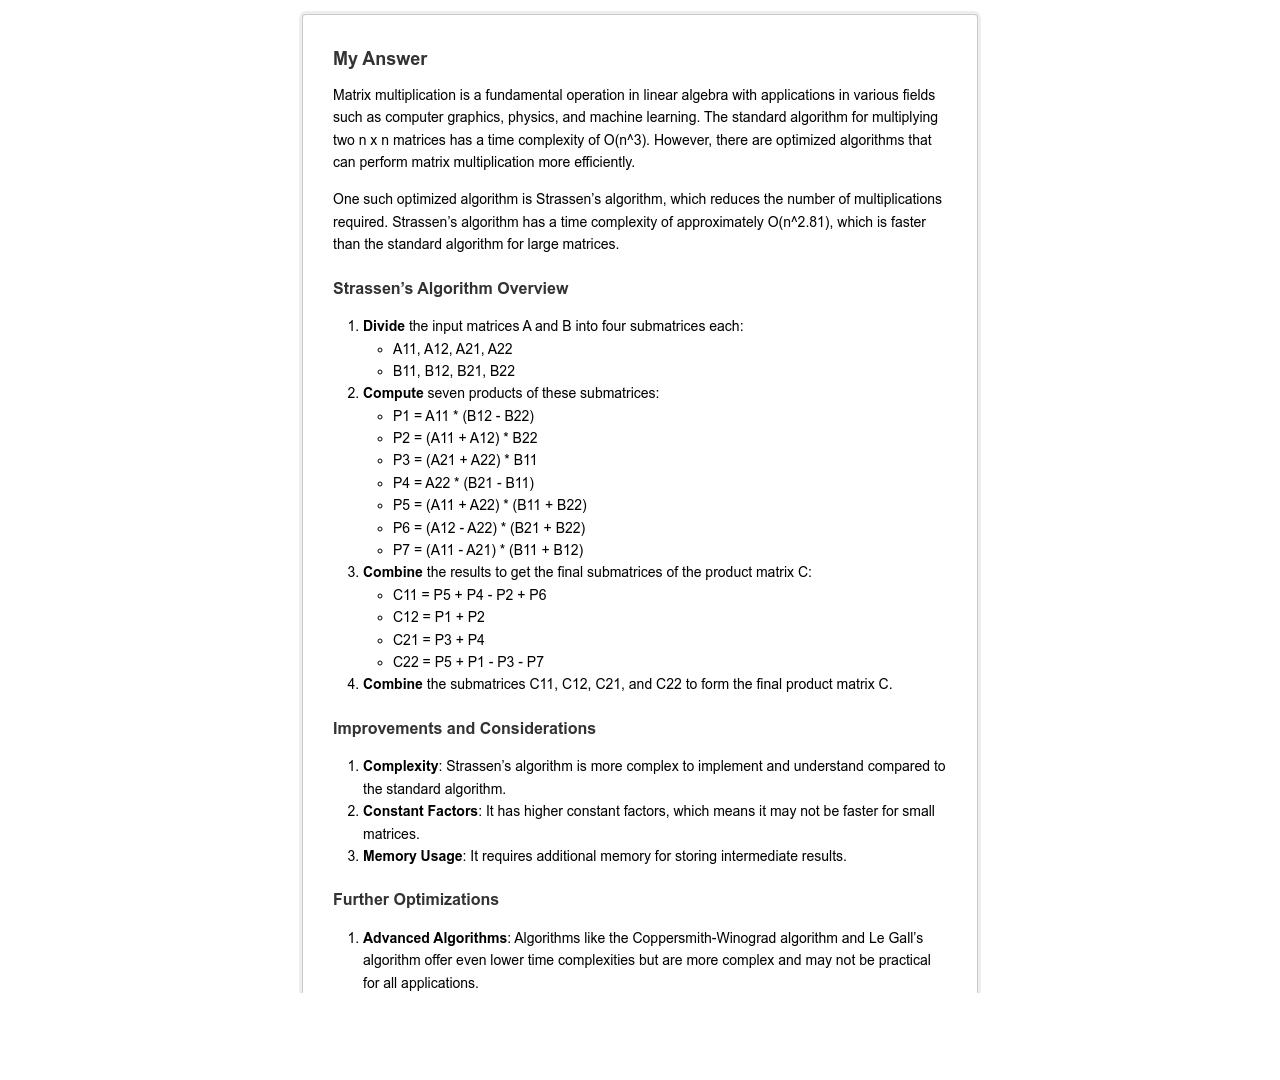 My Answer
Matrix multiplication is a fundamental operation in linear algebra with applications in various fields
such as computer graphics, physics, and machine learning. The standard algorithm for multiplying
two n x n matrices has a time complexity of O(n^3). However, there are optimized algorithms that
can perform matrix multiplication more efficiently.
One such optimized algorithm is Strassen’s algorithm, which reduces the number of multiplications
required. Strassen’s algorithm has a time complexity of approximately O(n^2.81), which is faster
than the standard algorithm for large matrices.
Strassen’s Algorithm Overview
1. Divide the input matrices A and B into four submatrices each:
◦ A11, A12, A21, A22
◦ B11, B12, B21, B22
2. Compute seven products of these submatrices:
◦ P1 = A11 * (B12 - B22)
◦ P2 = (A11 + A12) * B22
◦ P3 = (A21 + A22) * B11
◦ P4 = A22 * (B21 - B11)
◦ P5 = (A11 + A22) * (B11 + B22)
◦ P6 = (A12 - A22) * (B21 + B22)
◦ P7 = (A11 - A21) * (B11 + B12)
3. Combine the results to get the final submatrices of the product matrix C:
◦ C11 = P5 + P4 - P2 + P6
◦ C12 = P1 + P2
◦ C21 = P3 + P4
◦ C22 = P5 + P1 - P3 - P7
4. Combine the submatrices C11, C12, C21, and C22 to form the final product matrix C.
Improvements and Considerations
1. Complexity: Strassen’s algorithm is more complex to implement and understand compared to
the standard algorithm.
2. Constant Factors: It has higher constant factors, which means it may not be faster for small
matrices.
3. Memory Usage: It requires additional memory for storing intermediate results.
Further Optimizations
1. Advanced Algorithms: Algorithms like the Coppersmith-Winograd algorithm and Le Gall’s
algorithm offer even lower time complexities but are more complex and may not be practical
for all applications.